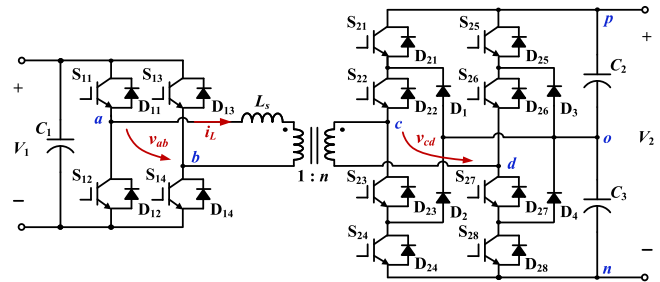 S21 S25 p
D21 D25
S11 S13 S22 S26 C2
+ D11 D13 Ls D22 D1 D26 D3 +
a iL
C1 vab c vcd o V2
V1 b d
1 : n
S12 S14 S23 S27
D12 D14 D23 D2 D27 D4 C3
− −
S24 S28
D24 D28 n